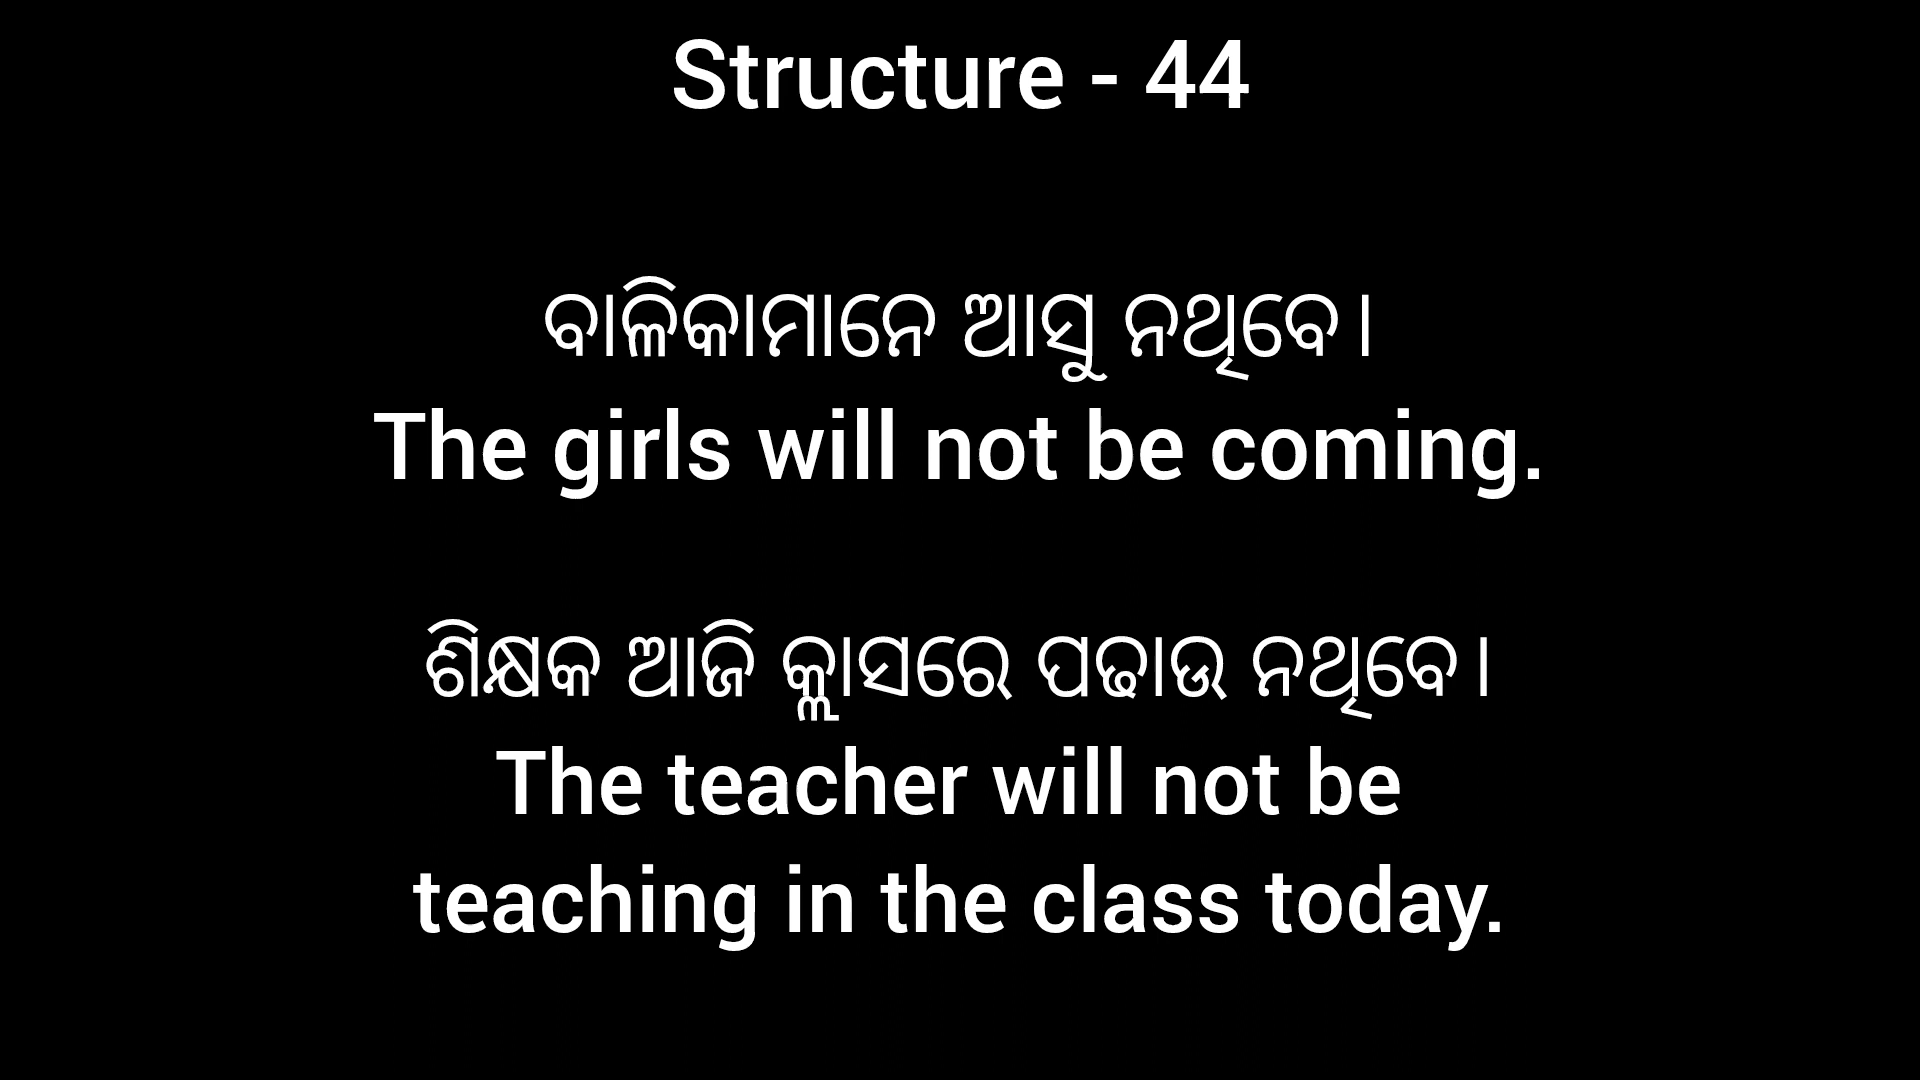 Structure - 44
ବାଳିକାମାନେ ଆସୁ ନଥିବେ।
The girls will not be coming.
ଶିକ୍ଷକ ଆଜି କ୍ଲାସରେ ପଢାଉ ନଥିବେ।
The teacher will not be
teaching in the class today.